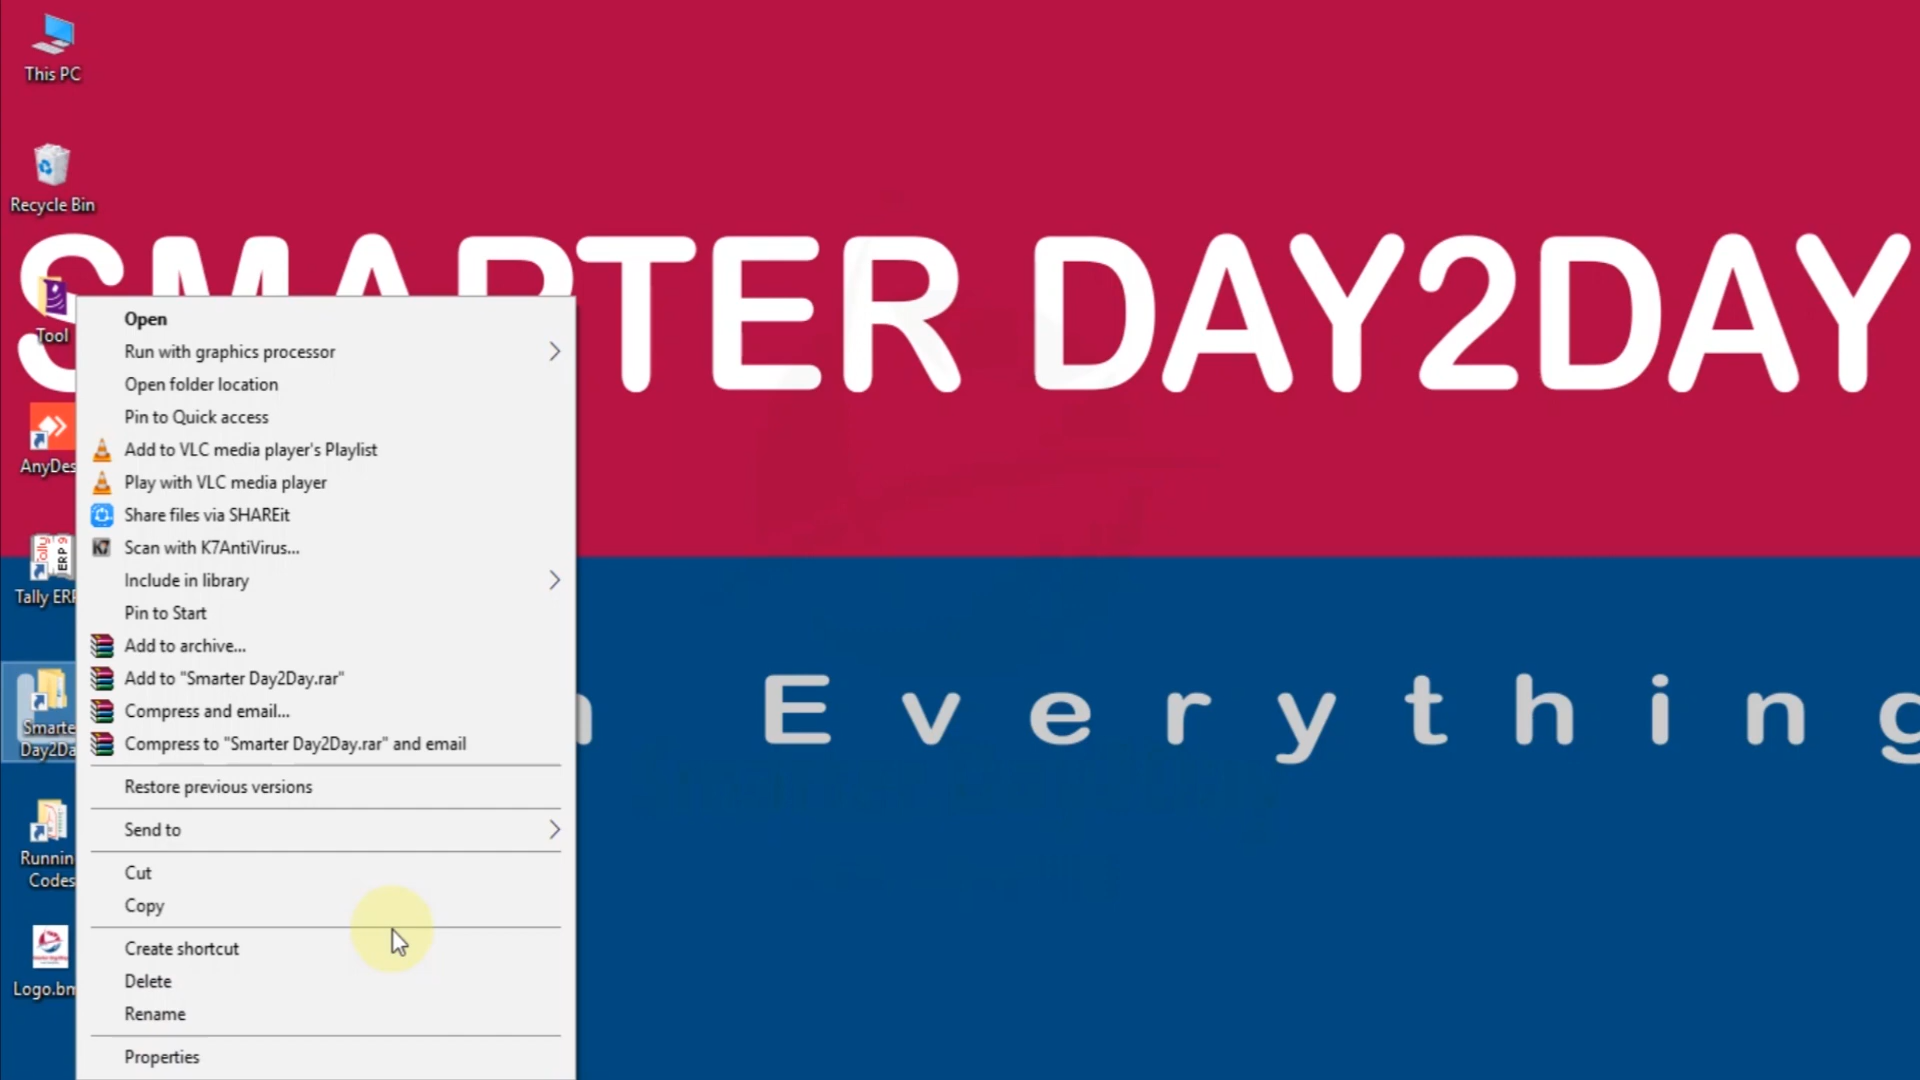 This PC
Recycle Bin
SMARTER DAY2DAY
Tool
AnyDes
Tally ERP
Smarte
Day2Da
Runnin
Codes
Logo.bm
Open
Run with graphics processor
Open folder location
Pin to Quick access
Add to VLC media player's Playlist
Play with VLC media player
Share files via SHAREit
Scan with K7AntiVirus...
Include in library
Pin to Start
Add to archive...
Add to "Smarter Day2Day.rar"
Compress and email...
Compress to "Smarter Day2Day.rar" and email
Restore previous versions
Send to
Cut
Copy
Create shortcut
Delete
Rename
Properties
n Everything